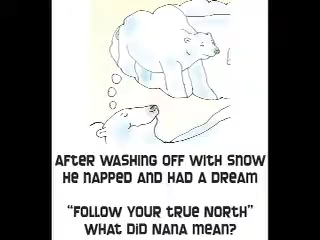 AFTER WASHING OFF WITH SNOW
HE NAPPED AND HAD A DREAM
"FOLLOW YOUR TRUE NORTH"
WHAT DID NANA MEAN?